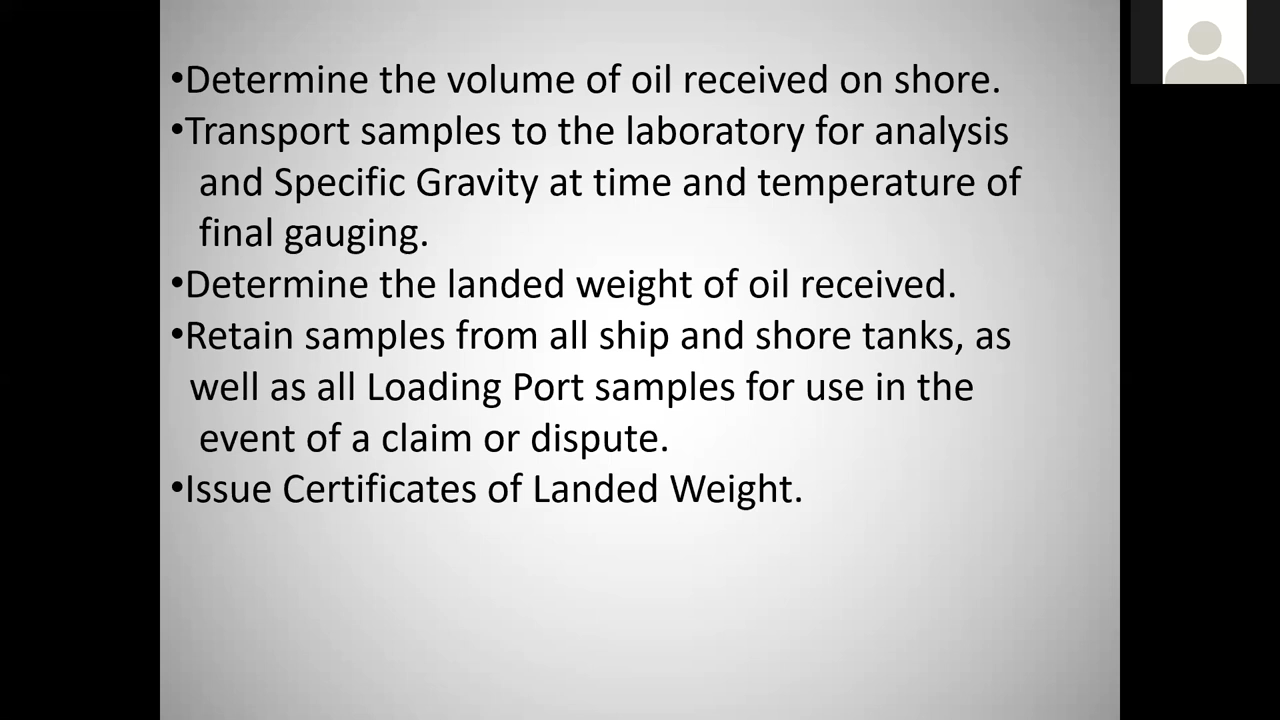 •Determine the volume of oil received on shore.
•Transport samples to the laboratory for analysis
and Specific Gravity at time and temperature of
final gauging.
•Determine the landed weight of oil received.
•Retain samples from all ship and shore tanks, as
well as all Loading Port samples for use in the
event of a claim or dispute.
•Issue Certificates of Landed Weight.